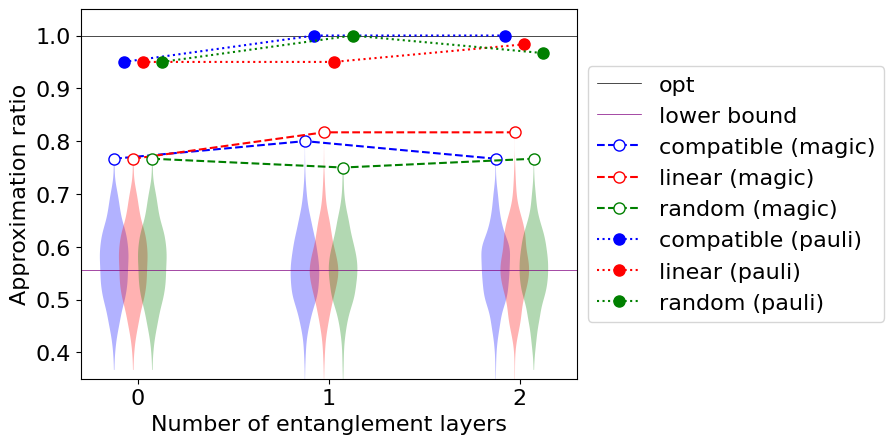 Approximation ratio
1.0
0.9
0.8
0.7
0.6
0.5
0.4
0
1
2
Number of entanglement layers
opt
lower bound
compatible (magic)
linear (magic)
random (magic)
compatible (pauli)
linear (pauli)
random (pauli)